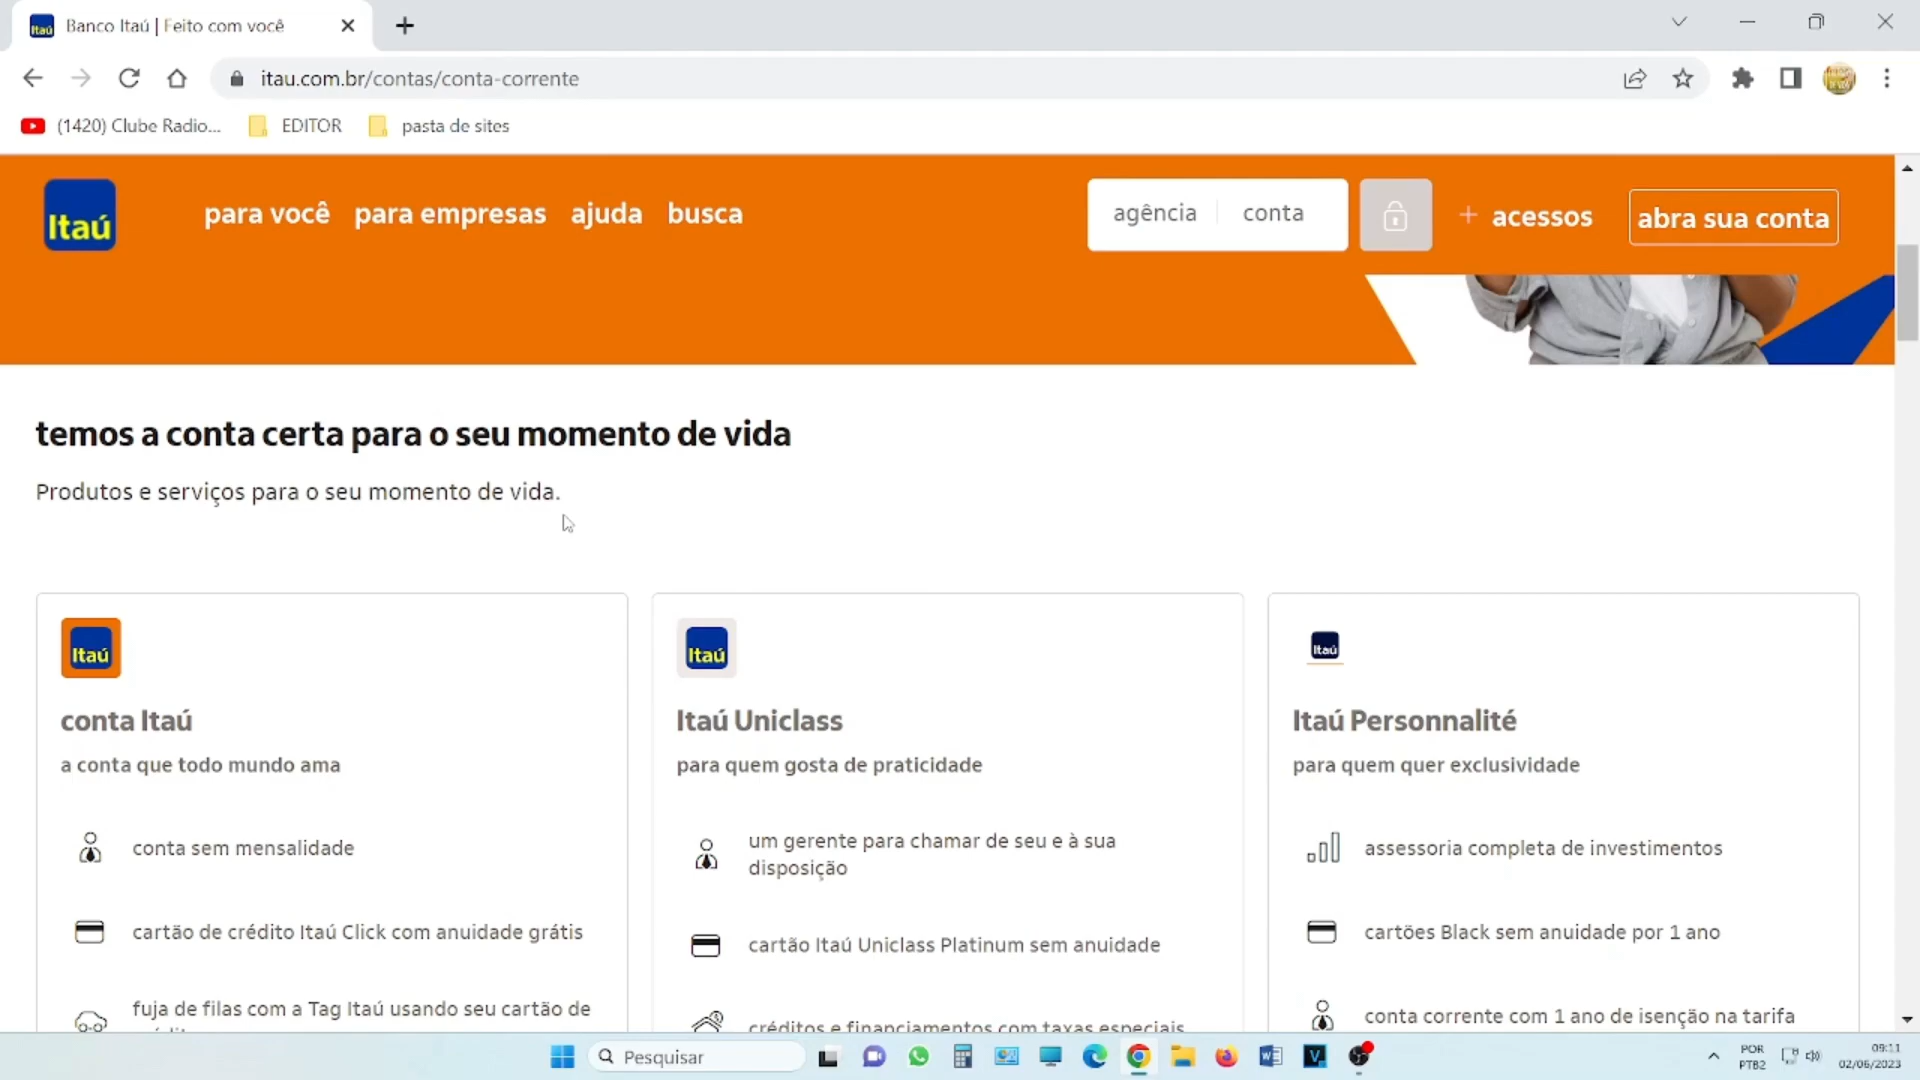 Banco Itaú | Feito com você
itau.com.br/contas/conta-corrente
(1420) Clube Radio...
EDITOR
pasta de sites
Itaú
para você
para empresas
ajuda
busca
agência
conta
+ acessos
abra sua conta
temos a conta certa para o seu momento de vida
Produtos e serviços para o seu momento de vida.
Itaú
conta Itaú
a conta que todo mundo ama
conta sem mensalidade
cartão de crédito Itaú Click com anuidade grátis
fuja de filas com a Tag Itaú usando seu cartão de
Itaú
Itaú Uniclass
para quem gosta de praticidade
um gerente para chamar de seu e à sua
disposição
cartão Itaú Uniclass Platinum sem anuidade
créditos e financiamentos com taxas especiais
Itaú
Itaú Personnalité
para quem quer exclusividade
assessoria completa de investimentos
cartões Black sem anuidade por 1 ano
conta corrente com 1 ano de isenção na tarifa
Pesquisar
POR
PTB2
09:11
02/06/2023